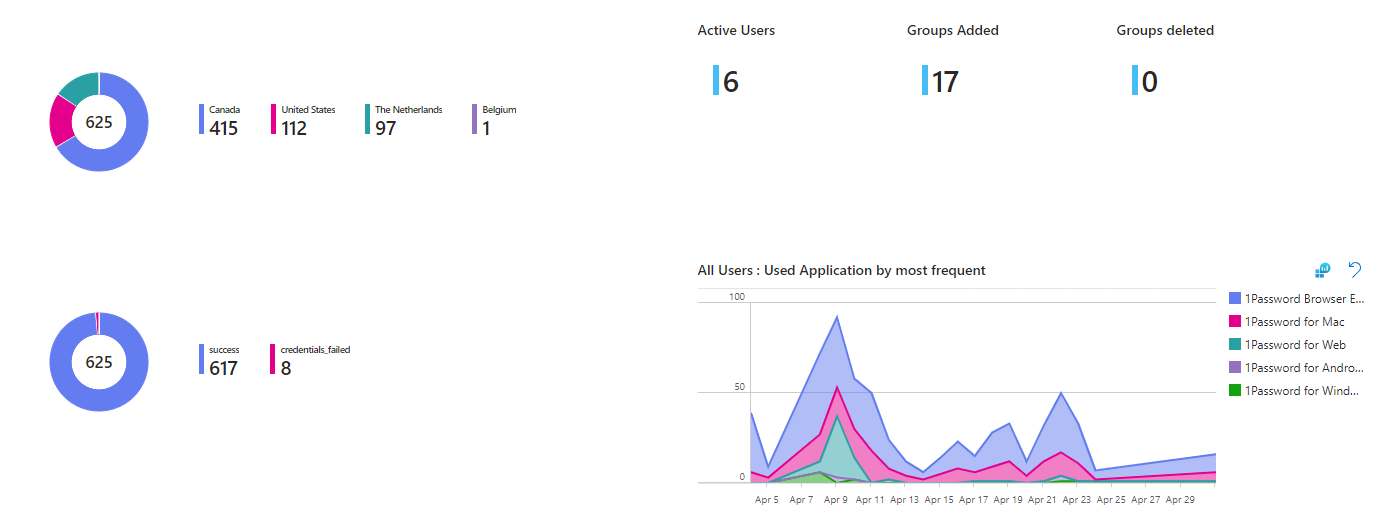 Active Users
Groups Added
Groups deleted
6
17
0
625
Canada
415
United States
112
The Netherlands
97
Belgium
1
All Users : Used Application by most frequent
625
success
617
credentials_failed
8
100
50
0
Apr 5
Apr 7
Apr 9
Apr 11
Apr 13
Apr 15
Apr 17
Apr 19
Apr 21
Apr 23
Apr 25
Apr 27
Apr 29
1Password Browser E...
1Password for Mac
1Password for Web
1Password for Andro...
1Password for Wind...